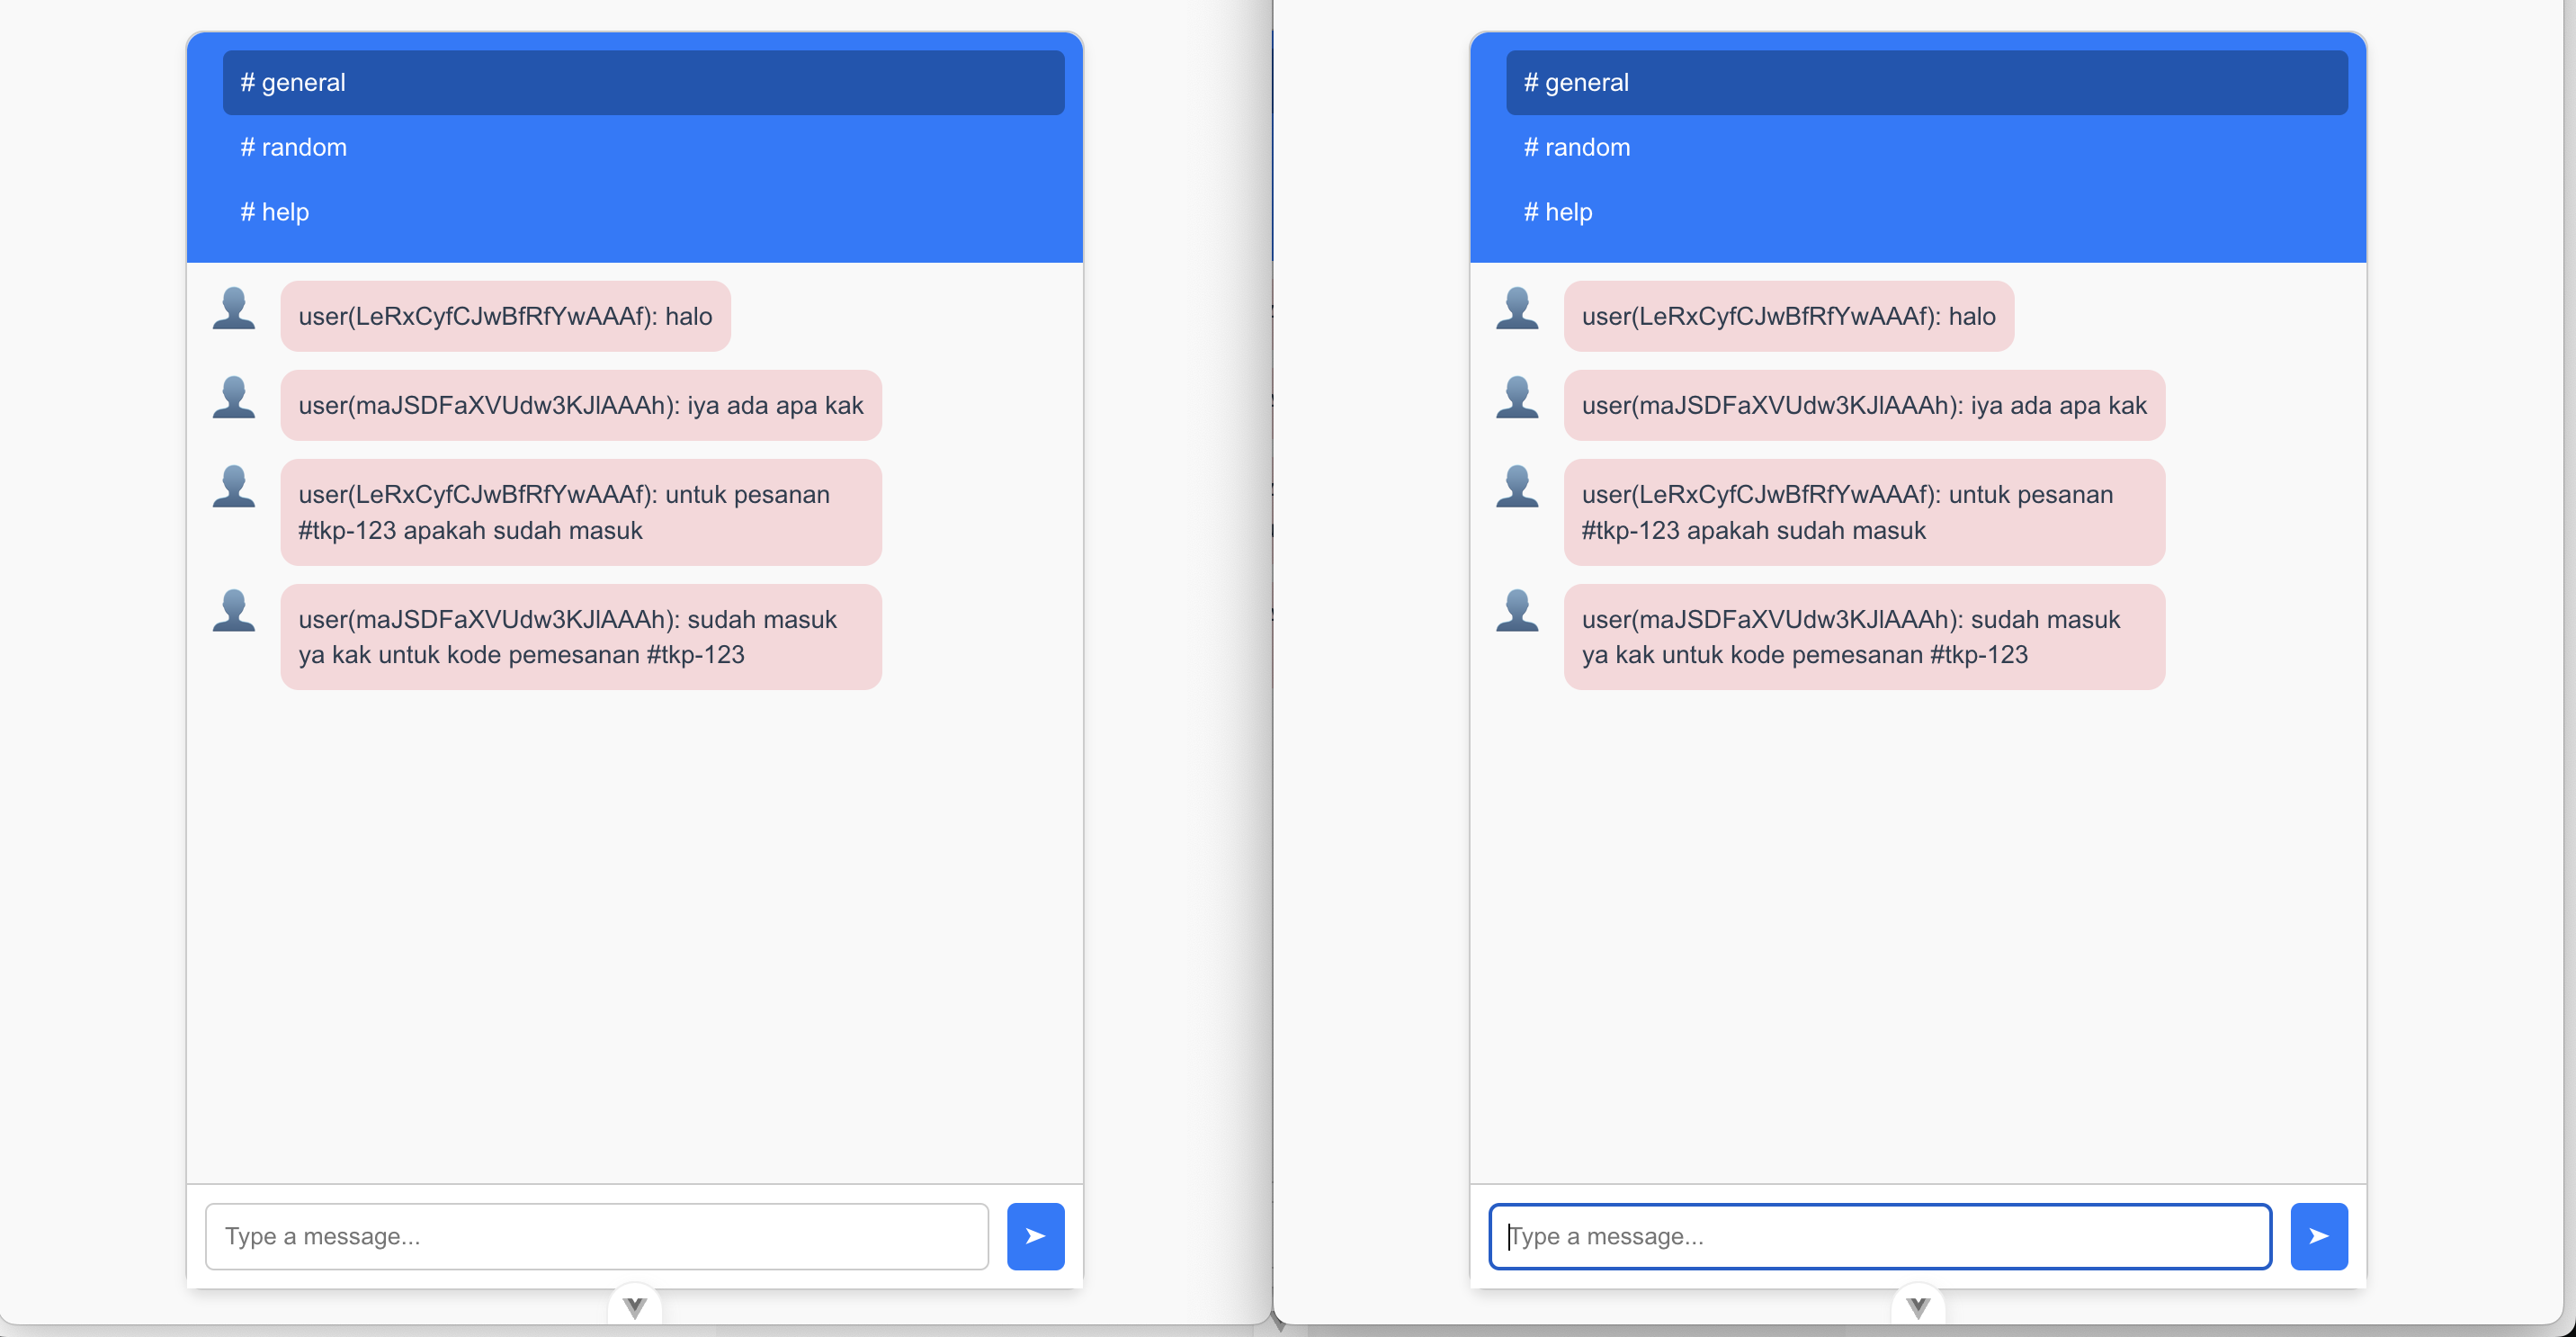 # general
# random
# help
user(LeRxCyfCJwBfRfYwAAAf): halo
user(maJSDFaXVUdw3KJlAAAh): iya ada apa kak
user(LeRxCyfCJwBfRfYwAAAf): untuk pesanan
#tkp-123 apakah sudah masuk
user(maJSDFaXVUdw3KJlAAAh): sudah masuk
ya kak untuk kode pemesanan #tkp-123
Type a message...
# general
# random
# help
user(LeRxCyfCJwBfRfYwAAAf): halo
user(maJSDFaXVUdw3KJlAAAh): iya ada apa kak
user(LeRxCyfCJwBfRfYwAAAf): untuk pesanan
#tkp-123 apakah sudah masuk
user(maJSDFaXVUdw3KJlAAAh): sudah masuk
ya kak untuk kode pemesanan #tkp-123
Type a message...